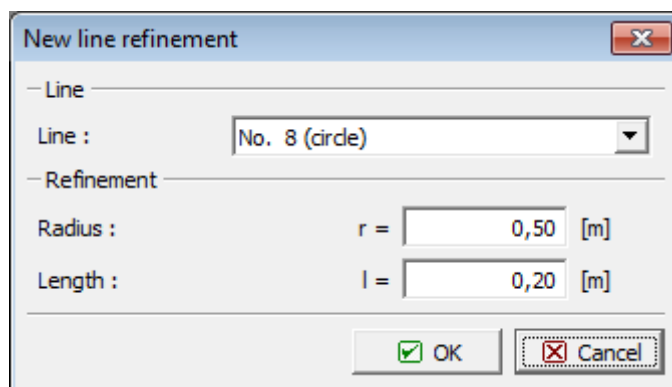 New line refinement
Line
Line : No. 8 (circle)
Refinement
Radius : r = 0,50 [m]
Length : l = 0,20 [m]
OK Cancel